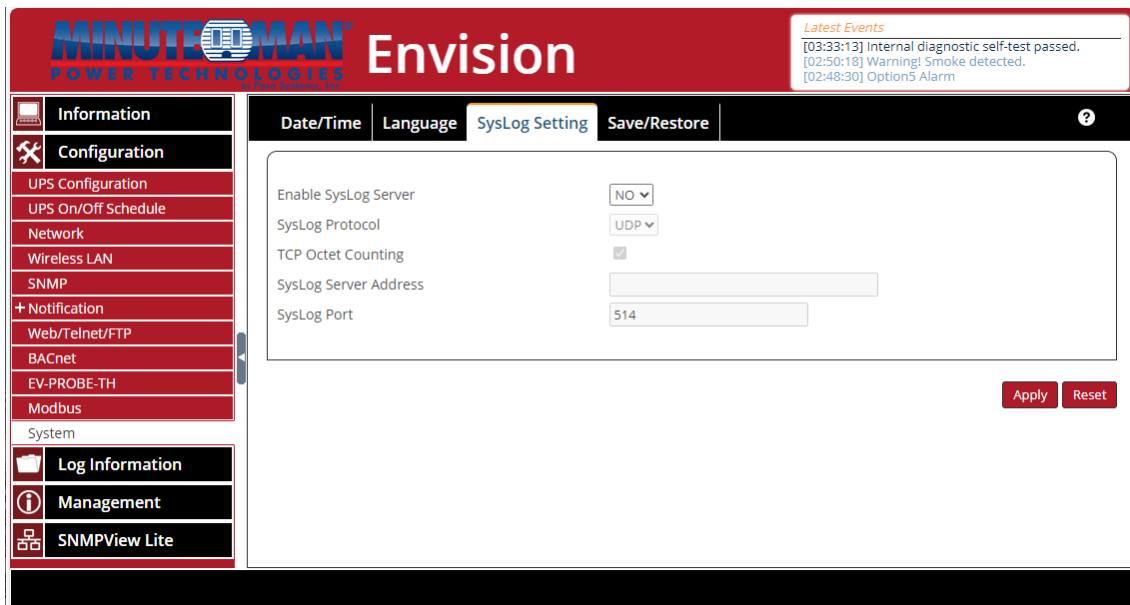 MINUTEMAN
POWER TECHNOLOGIES
by Para Systems, Inc.
Envision
Latest Events
[03:33:13] Internal diagnostic self-test passed.
[02:50:18] Warning! Smoke detected.
[02:48:30] Option5 Alarm
Information
Configuration
UPS Configuration
UPS On/Off Schedule
Network
Wireless LAN
SNMP
+ Notification
Web/Telnet/FTP
BACnet
EV-PROBE-TH
Modbus
System
Log Information
Management
SNMPView Lite
Date/Time Language SysLog Setting Save/Restore ?
Enable SysLog Server NO
SysLog Protocol UDP
TCP Octet Counting
SysLog Server Address
SysLog Port 514
Apply Reset